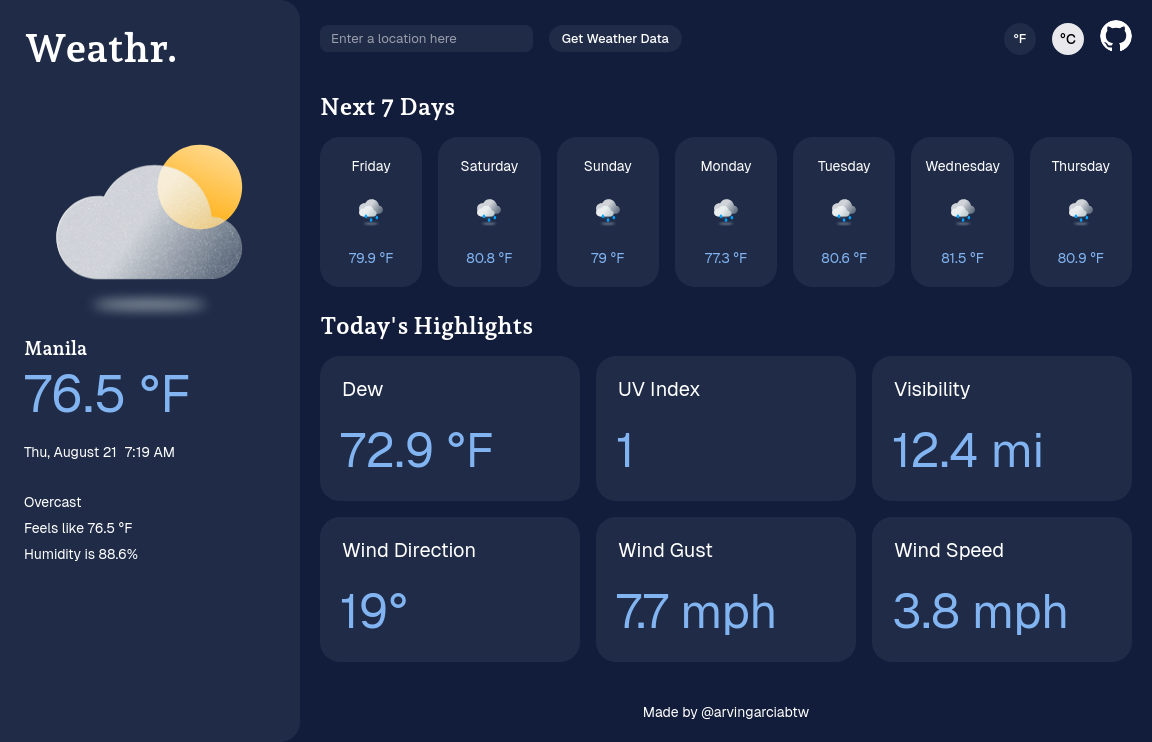 Weathr.
Manila
76.5 °F
Thu, August 21 7:19 AM
Overcast
Feels like 76.5 °F
Humidity is 88.6%
Enter a location here
Get Weather Data
°F
°C
Next 7 Days
Friday
79.9 °F
Saturday
80.8 °F
Sunday
79 °F
Monday
77.3 °F
Tuesday
80.6 °F
Wednesday
81.5 °F
Thursday
80.9 °F
Today's Highlights
Dew
72.9 °F
UV Index
1
Visibility
12.4 mi
Wind Direction
19°
Wind Gust
7.7 mph
Wind Speed
3.8 mph
Made by @arvingarciabtw